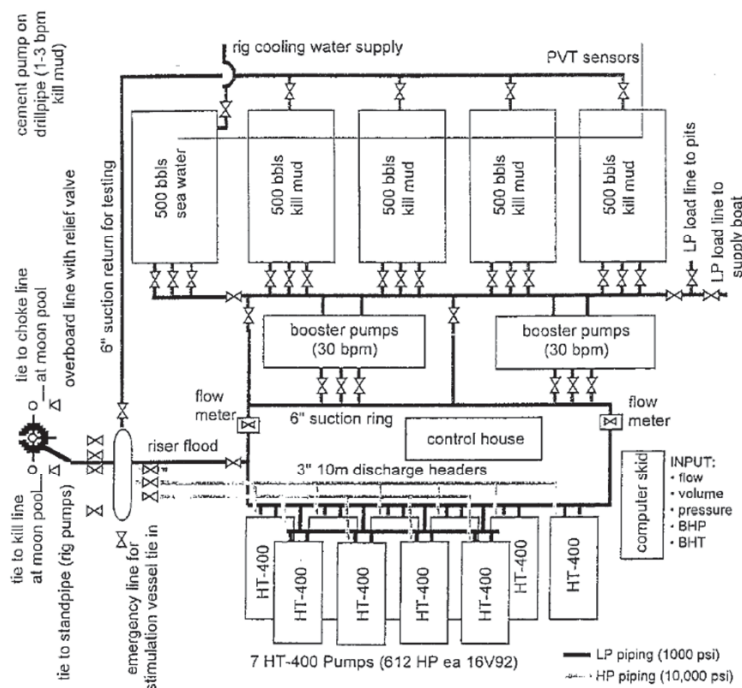 cement pump on
drillpipe (1-3 bpm
kill mud)
rig cooling water supply
PVT sensors
500 bbls
sea water
500 bbls
kill mud
500 bbls
kill mud
500 bbls
kill mud
500 bbls
kill mud
LP load line to pits
LP load line to
supply boat
6" suction return for testing
overboard line with relief valve
tie to choke line
at moon pool
booster pumps
(30 bpm)
booster pumps
(30 bpm)
flow
meter
6" suction ring
flow
meter
control house
riser flood
3" 10m discharge headers
computer skid
INPUT:
• flow
• volume
• pressure
• BHP
• BHT
tie to kill line
at moon pool
tie to standpipe (rig pumps)
emergency line for
stimulation vessel tie in
HT-400
HT-400
HT-400
HT-400
HT-400
HT-400
HT-400
7 HT-400 Pumps (612 HP ea 16V92)
LP piping (1000 psi)
HP piping (10,000 psi)